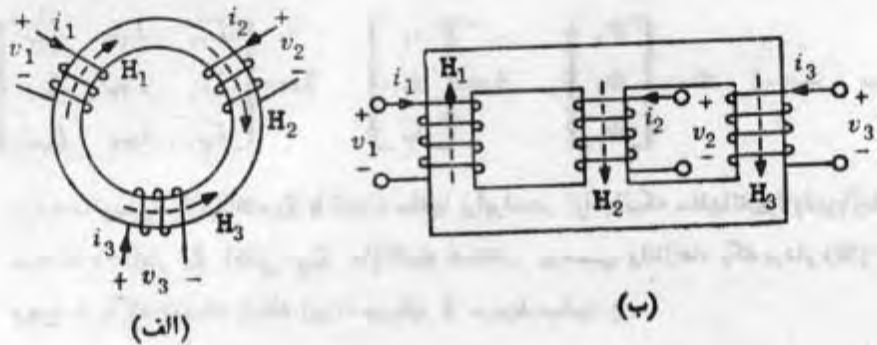 + i₁ i₂ +
v₁ v₂
- H₁ -
H₂
H₃
i₃
+ v₃ -
(الف)
H₁ i₃
i₁
+ + +
v₁ i₂ v₂ v₃
- - -
H₂ H₃
(ب)